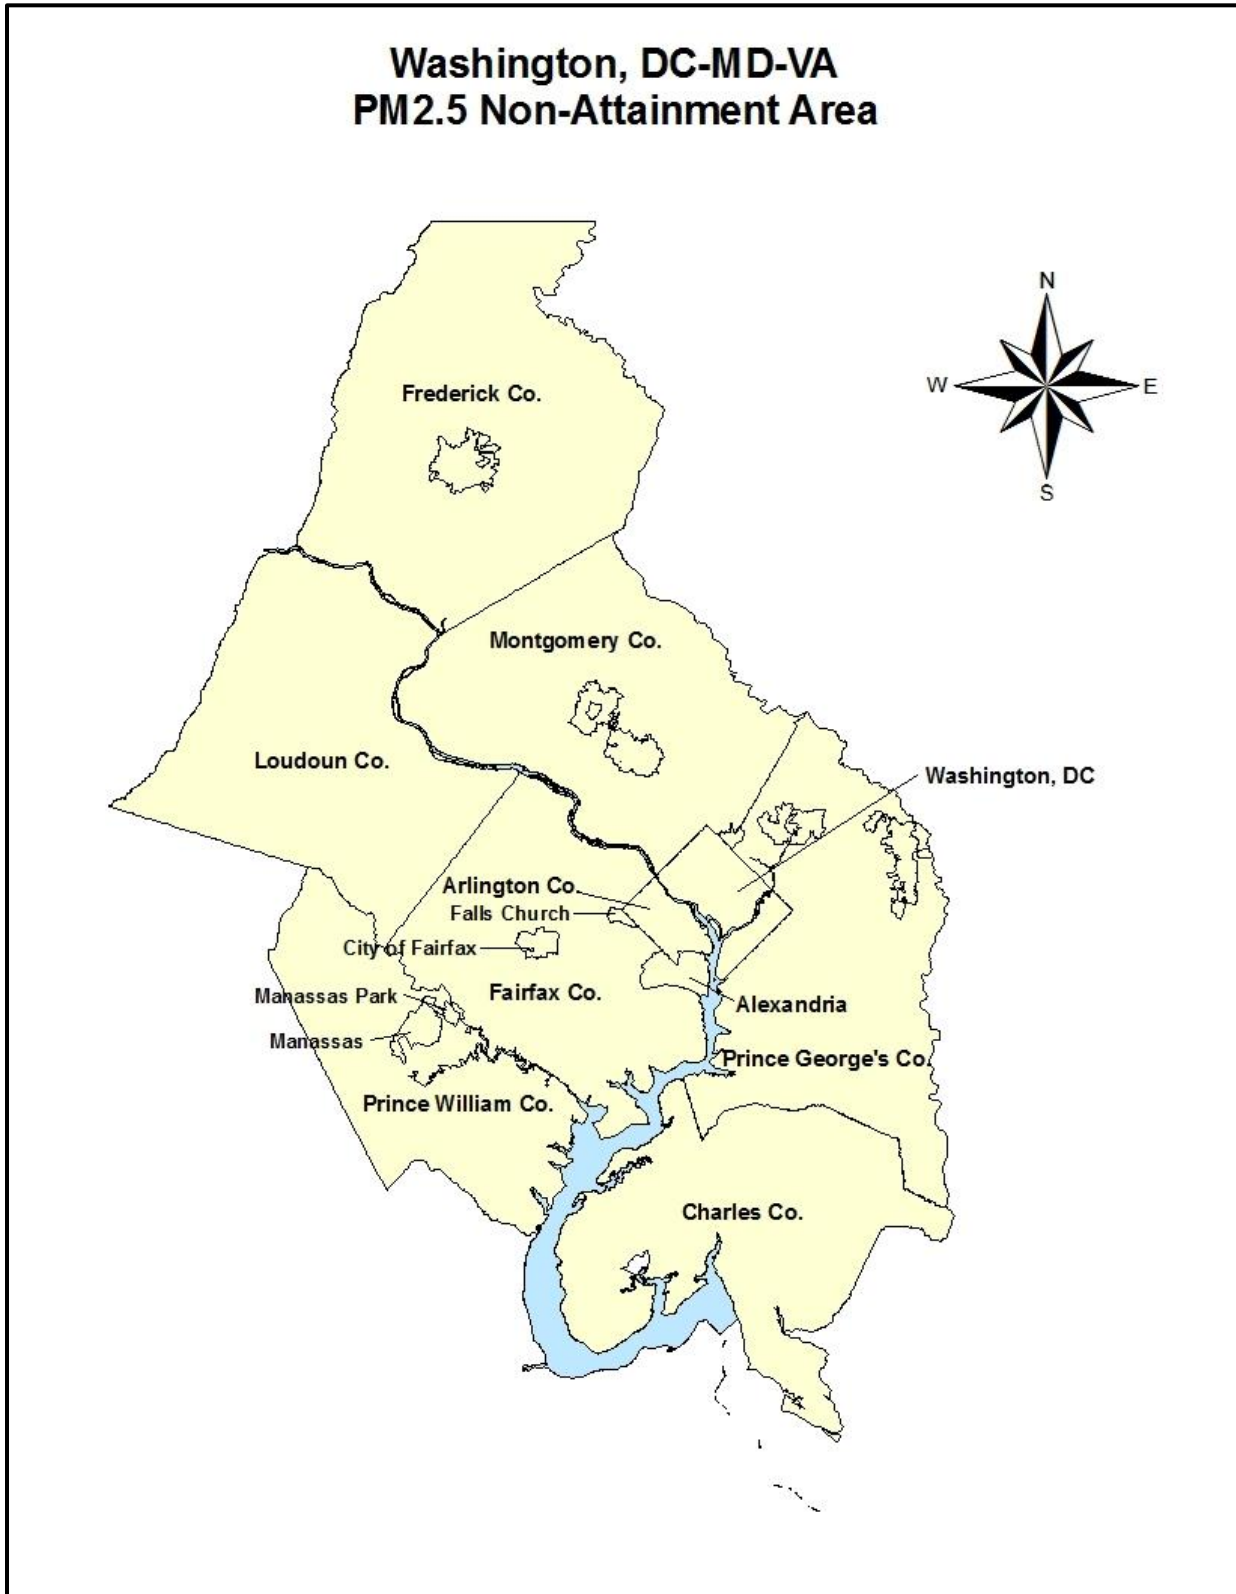 Washington, DC-MD-VA
PM2.5 Non-Attainment Area
N
W
E
S
Frederick Co.
Montgomery Co.
Loudoun Co.
Washington, DC
Arlington Co.
Falls Church
City of Fairfax
Fairfax Co.
Manassas Park
Alexandria
Manassas
Prince George's Co.
Prince William Co.
Charles Co.